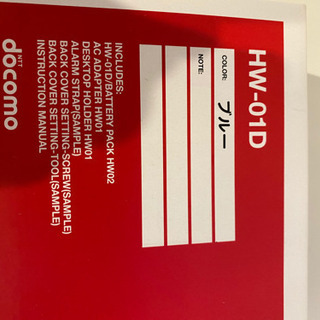 HW-01D
COLOR: ブルー
NOTE:
INCLUDES:
HW-01D/BATTERY PACK HW02
AC ADAPTER HW01
DESKTOP HOLDER HW01
ALARM STRAP(SAMPLE)
BACK COVER SETTING-SCREW(SAMPLE)
BACK COVER SETTING-TOOL(SAMPLE)
INSTRUCTION MANUAL
NTT
docomo